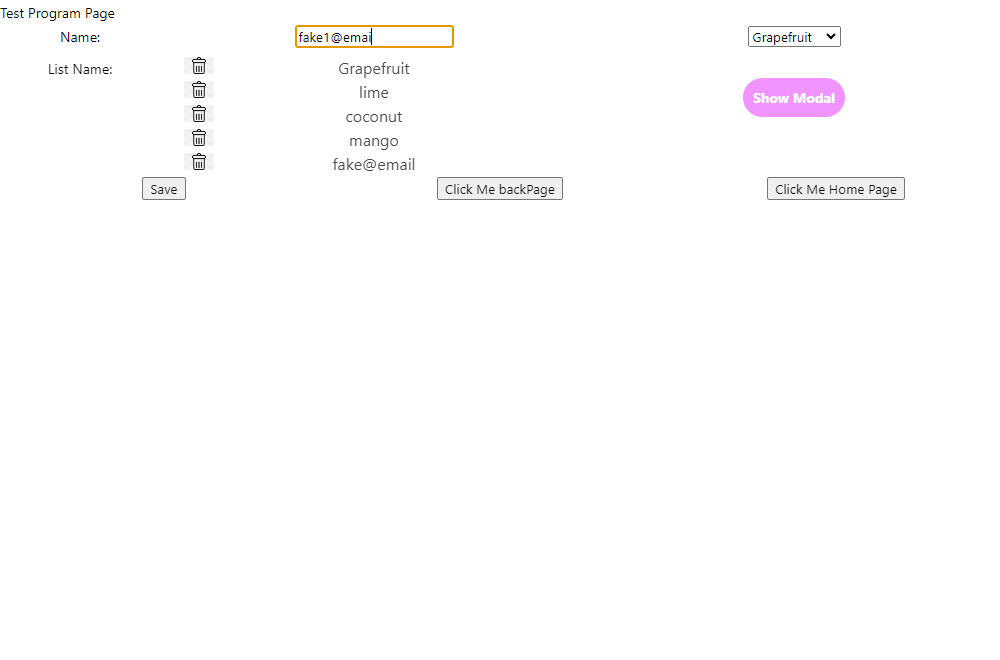 Test Program Page
Name: fake1@emai Grapefruit
List Name: Grapefruit
lime
Show Modal
coconut
mango
fake@email
Save Click Me backPage Click Me Home Page